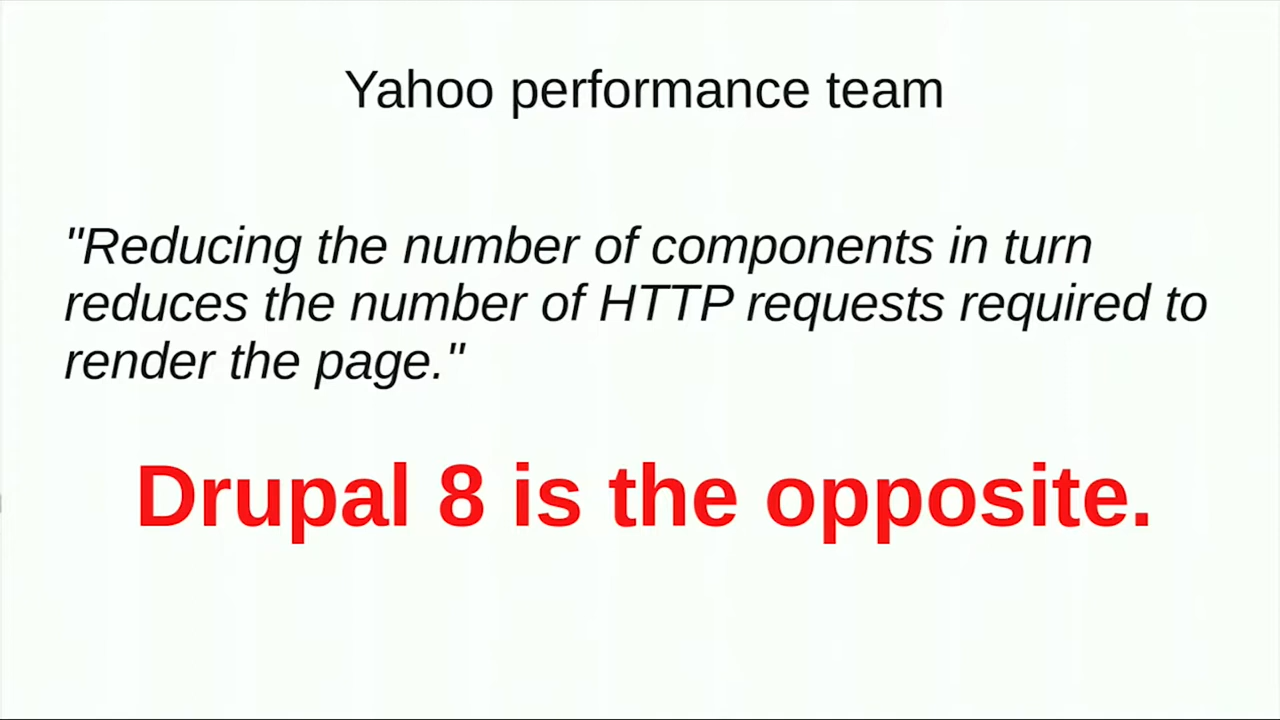 Yahoo performance team
"Reducing the number of components in turn
reduces the number of HTTP requests required to
render the page."
Drupal 8 is the opposite.